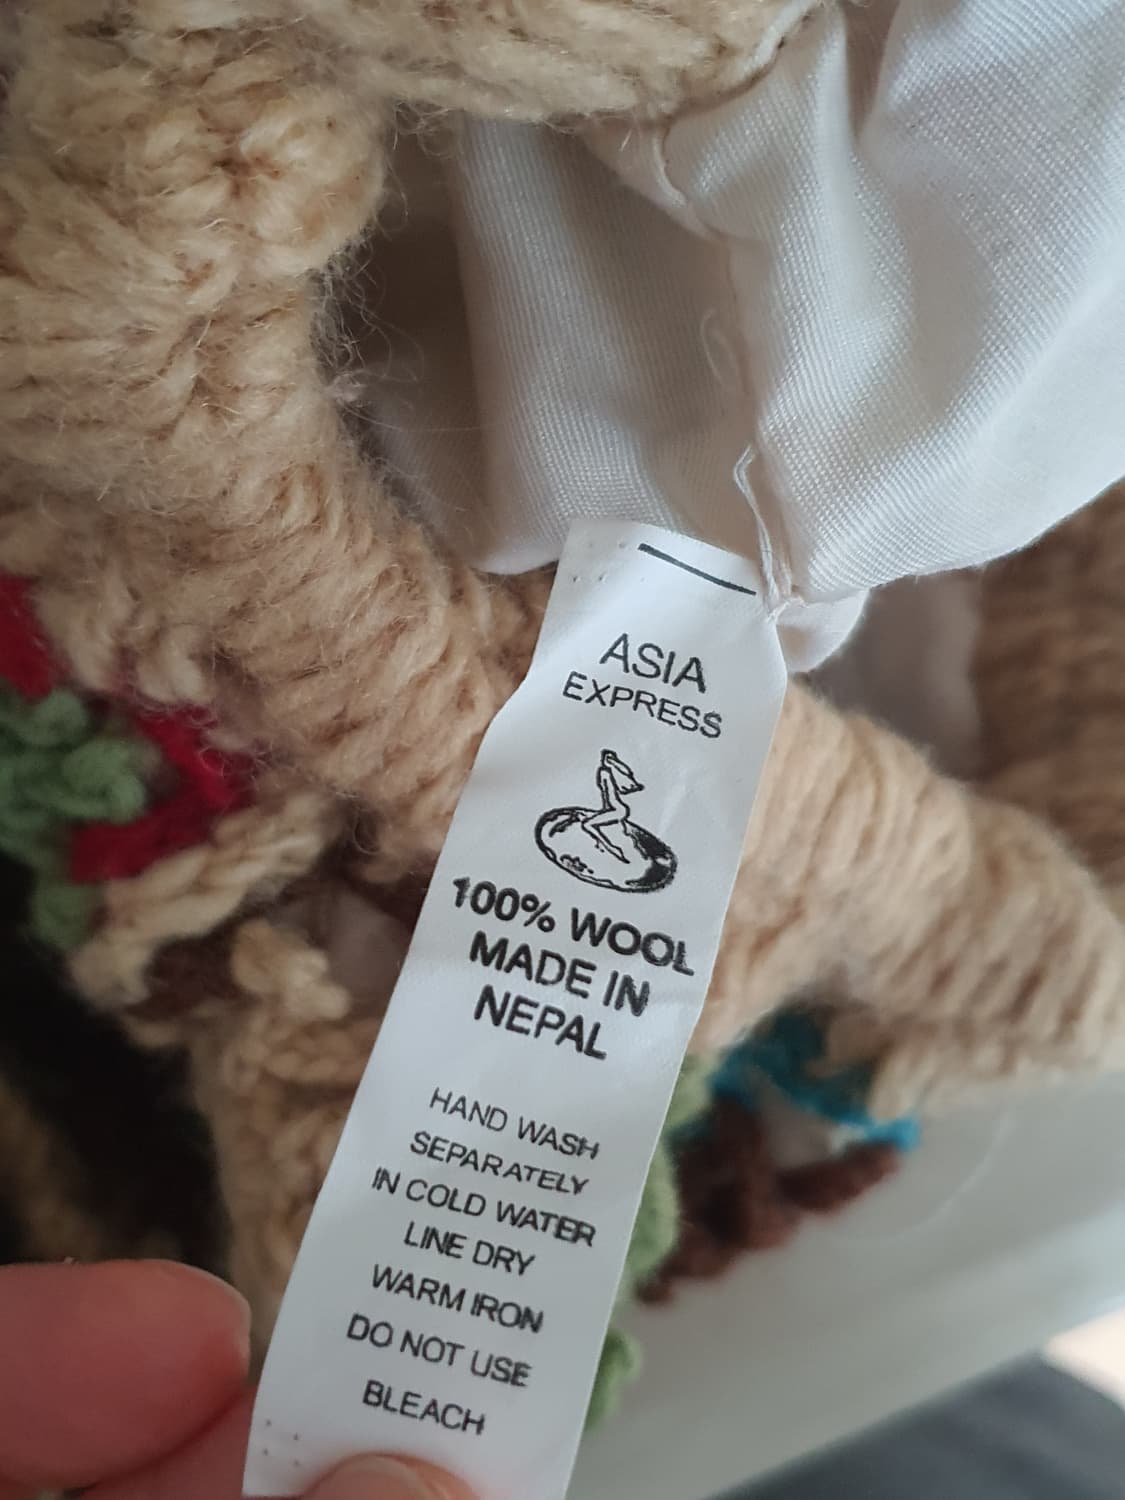 ASIA
EXPRESS
100% WOOL
MADE IN
NEPAL
HAND WASH
SEPARATELY
IN COLD WATER
LINE DRY
WARM IRON
DO NOT USE
BLEACH